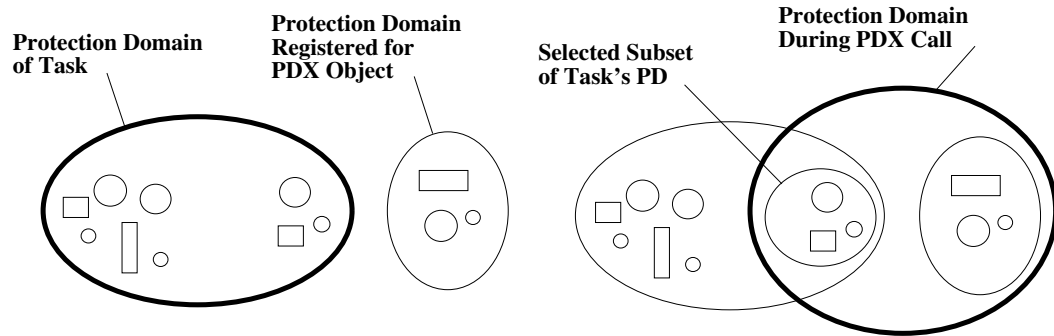 Protection Domain
of Task
Protection Domain
Registered for
PDX Object
Selected Subset
of Task's PD
Protection Domain
During PDX Call